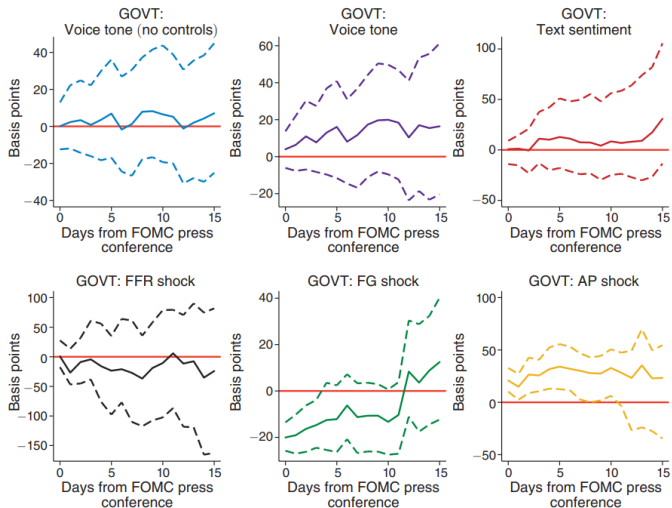 GOVT:
Voice tone (no controls)
Basis points
40
20
0
−20
−40
0
5
10
15
Days from FOMC press
conference
GOVT:
Voice tone
Basis points
60
40
20
0
−20
0
5
10
15
Days from FOMC press
conference
GOVT:
Text sentiment
Basis points
100
50
0
−50
0
5
10
15
Days from FOMC press
conference
GOVT: FFR shock
Basis points
100
50
0
−50
−100
−150
0
5
10
15
Days from FOMC press
conference
GOVT: FG shock
Basis points
40
20
0
−20
0
5
10
15
Days from FOMC press
conference
GOVT: AP shock
Basis points
100
50
0
−50
0
5
10
15
Days from FOMC press
conference